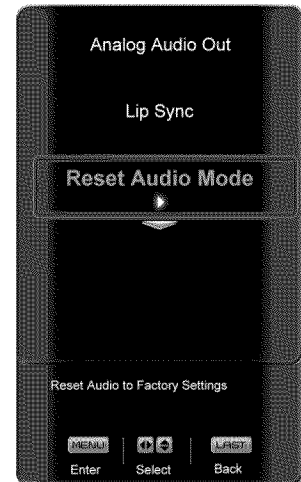 Analog Audio Out
Lip Sync
Reset Audio Mode
Reset Audio to Factory Settings
MENU LAST
Enter Select Back